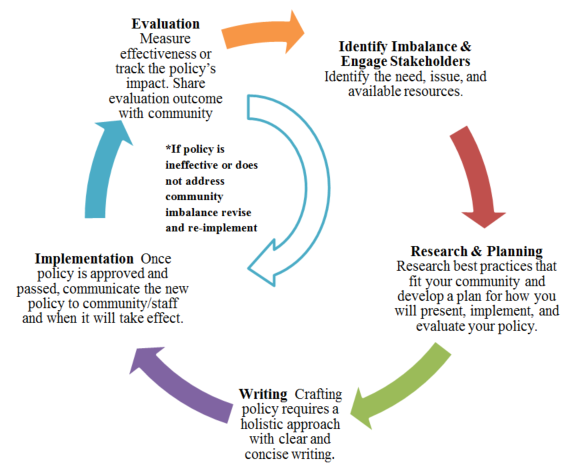 Evaluation
Measure
effectiveness or
track the policy's
impact. Share
evaluation outcome
with community
Identify Imbalance &
Engage Stakeholders
Identify the need, issue, and
available resources.
*If policy is
ineffective or does
not address
community
imbalance revise
and re-implement
Research & Planning
Research best practices that
fit your community and
develop a plan for how you
will present, implement, and
evaluate your policy.
Implementation Once
policy is approved and
passed, communicate the new
policy to community/staff
and when it will take effect.
Writing Crafting
policy requires a
holistic approach
with clear and
concise writing.